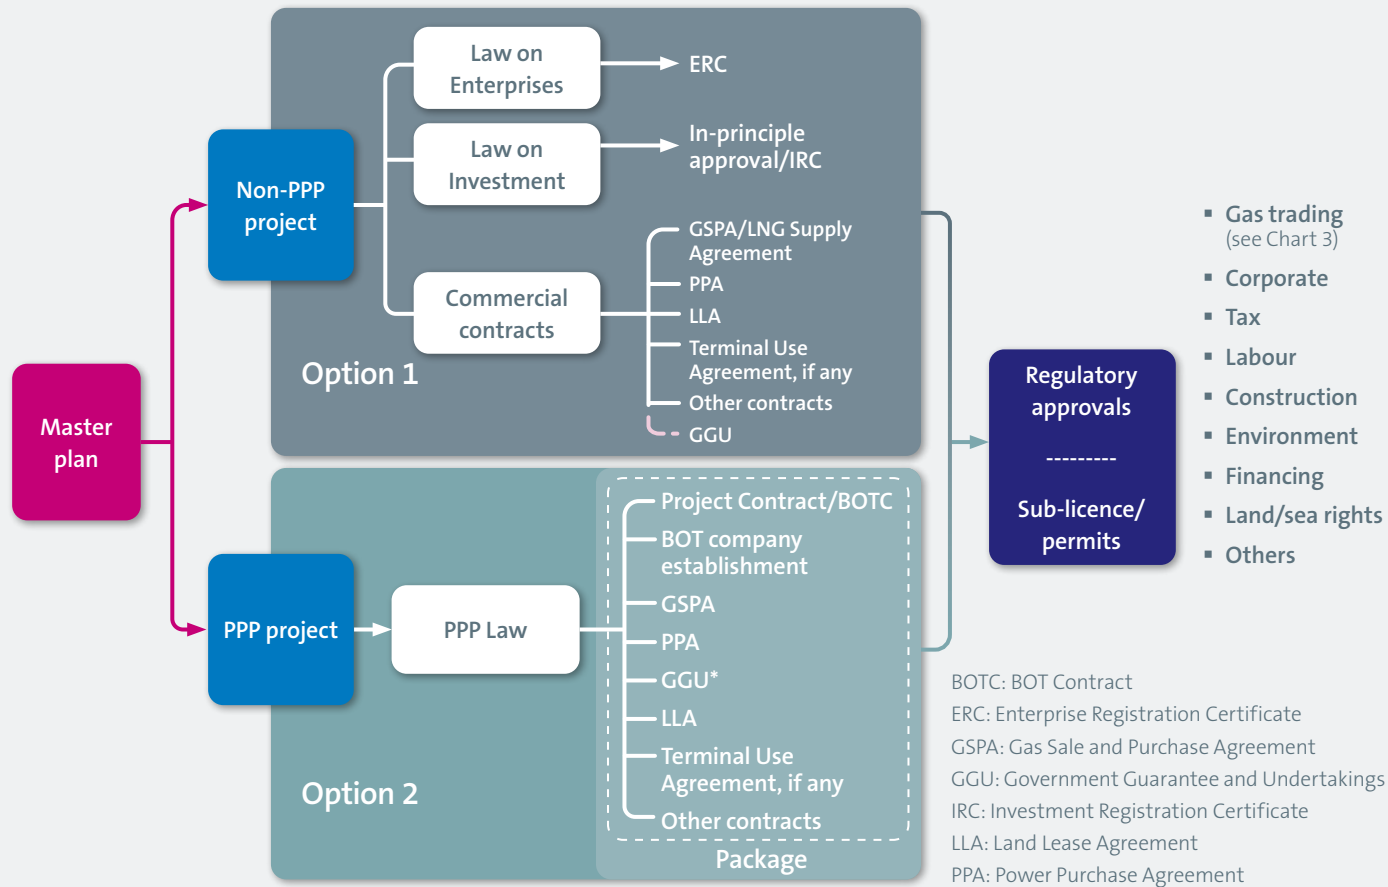 Master
plan
Non-PPP
project
Law on
Enterprises
ERC
Law on
Investment
In-principle
approval/IRC
Commercial
contracts
GSPA/LNG Supply
Agreement
PPA
LLA
Terminal Use
Agreement, if any
Other contracts
GGU
Option 1
PPP project
PPP Law
Project Contract/BOTC
BOT company
establishment
GSPA
PPA
GGU*
LLA
Terminal Use
Agreement, if any
Other contracts
Package
Option 2
Regulatory
approvals
---------
Sub-licence/
permits
▪ Gas trading
(see Chart 3)
▪ Corporate
▪ Tax
▪ Labour
▪ Construction
▪ Environment
▪ Financing
▪ Land/sea rights
▪ Others
BOTC: BOT Contract
ERC: Enterprise Registration Certificate
GSPA: Gas Sale and Purchase Agreement
GGU: Government Guarantee and Undertakings
IRC: Investment Registration Certificate
LLA: Land Lease Agreement
PPA: Power Purchase Agreement